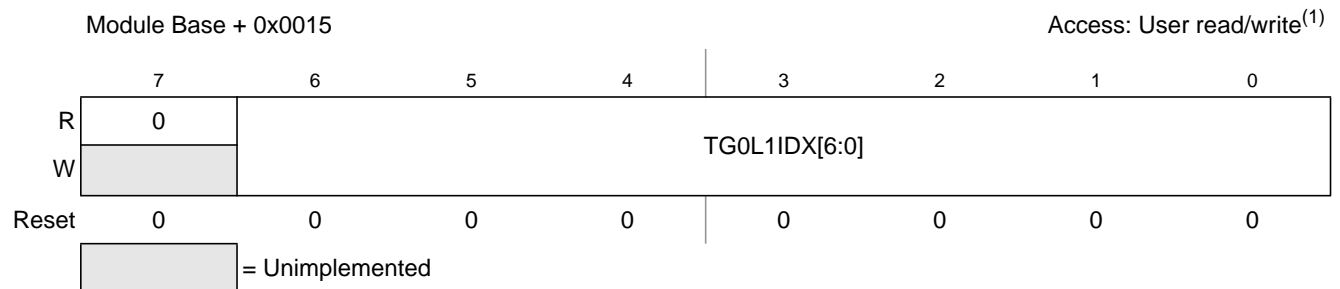 Module Base + 0x0015 Access: User read/write(1)
7 6 5 4 3 2 1 0
R 0
TG0L1IDX[6:0]
W
Reset 0 0 0 0 0 0 0 0
= Unimplemented